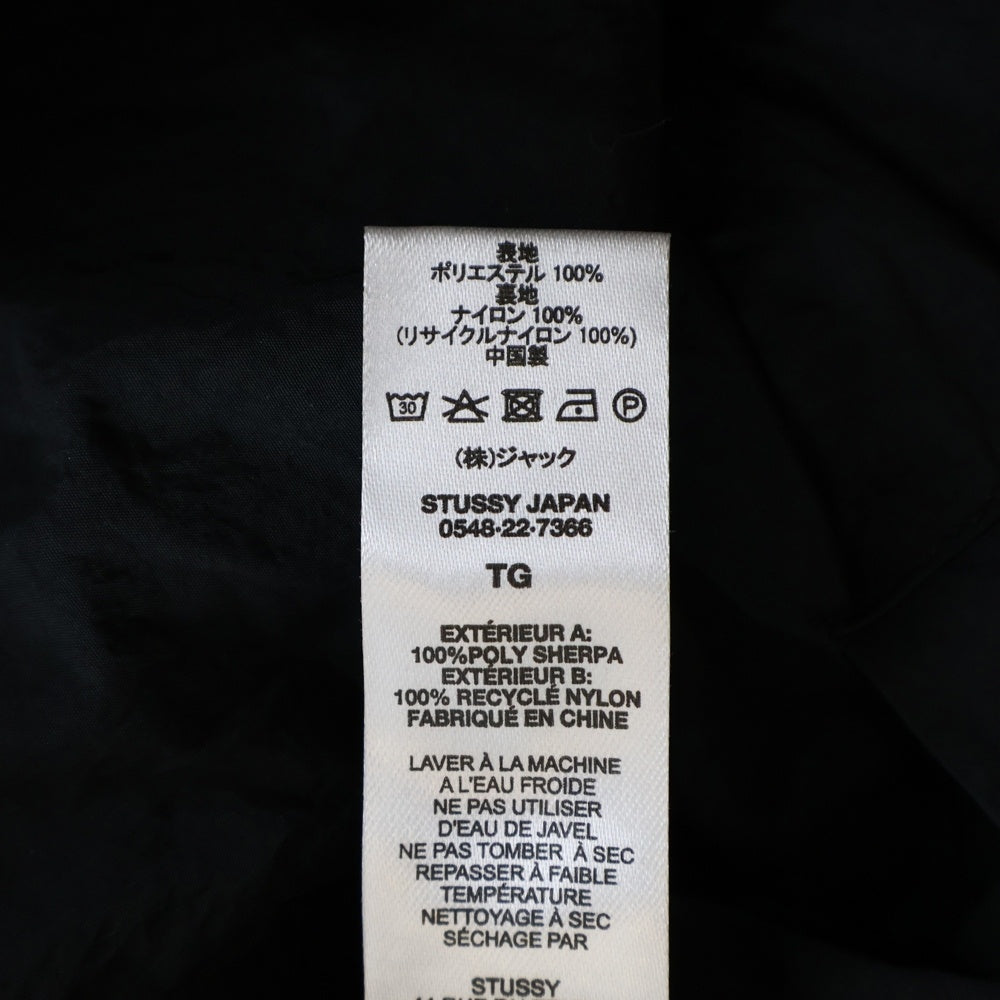 表地
ポリエステル 100%
裏地
ナイロン 100%
(リサイクルナイロン 100%)
中国製
30 P
(株)ジャック
STUSSY JAPAN
0548-22-7366
TG
EXTÉRIEUR A:
100%POLY SHERPA
EXTÉRIEUR B:
100% RECYCLÉ NYLON
FABRIQUÉ EN CHINE
LAVER À LA MACHINE
A L'EAU FROIDE
NE PAS UTILISER
D'EAU DE JAVEL
NE PAS TOMBER À SEC
REPASSER À FAIBLE
TEMPÉRATURE
NETTOYAGE À SEC
SÉCHAGE PAR
STUSSY